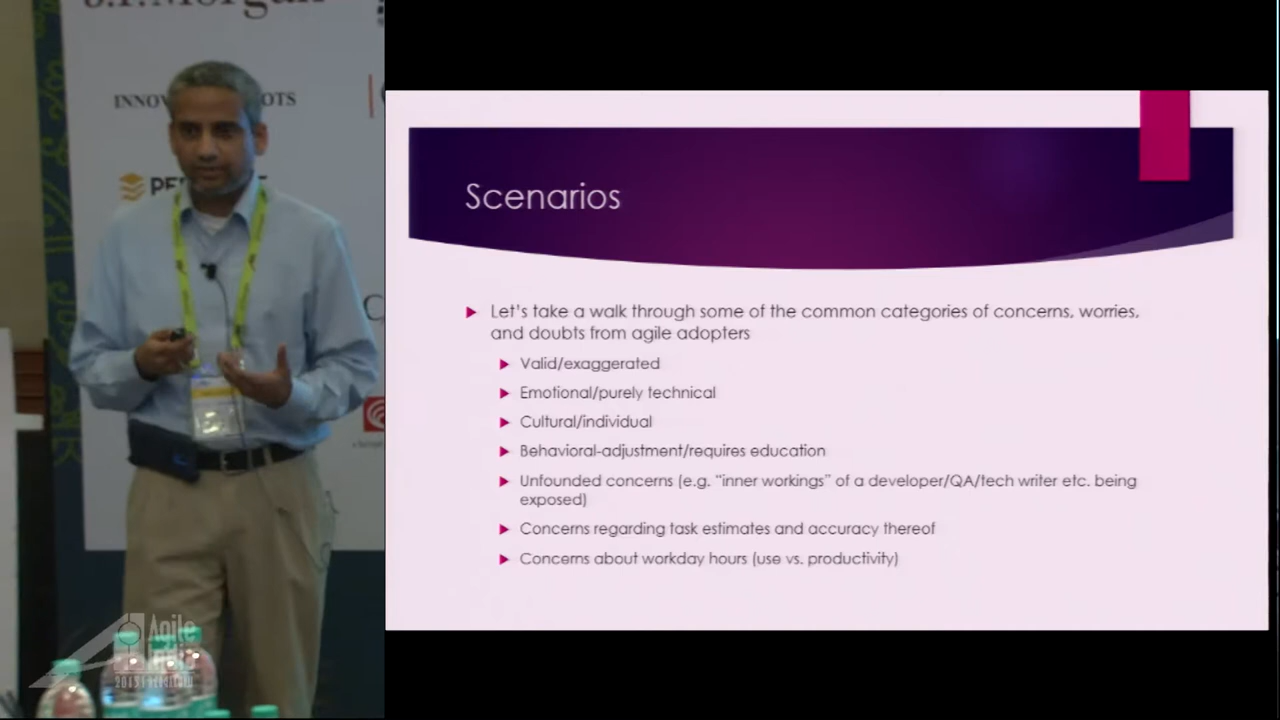 J.P.Morgan
Scenarios
Let's take a walk through some of the common categories of concerns, worries,
and doubts from agile adopters
Valid/exaggerated
Emotional/purely technical
Cultural/individual
Behavioral-adjustment/requires education
Unfounded concerns (e.g. "inner workings" of a developer/QA/tech writer etc. being
exposed)
Concerns regarding task estimates and accuracy thereof
Concerns about workday hours (use vs. productivity)
Agile
India